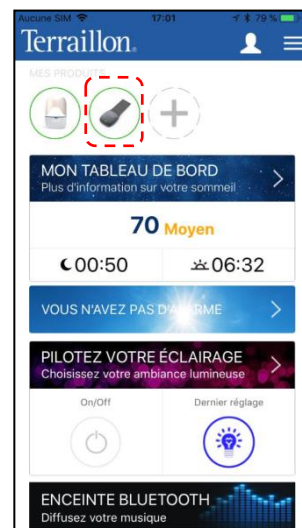 Aucune SIM 17:01 79 %
Terraillon.
MES PRODUITS
MON TABLEAU DE BORD
Plus d'information sur votre sommeil
70 Moyen
00:50 06:32
VOUS N'AVEZ PAS D'ALARME
PILOTEZ VOTRE ÉCLAIRAGE
Choisissez votre ambiance lumineuse
On/Off Dernier réglage
ENCEINTE BLUETOOTH
Diffusez votre musique